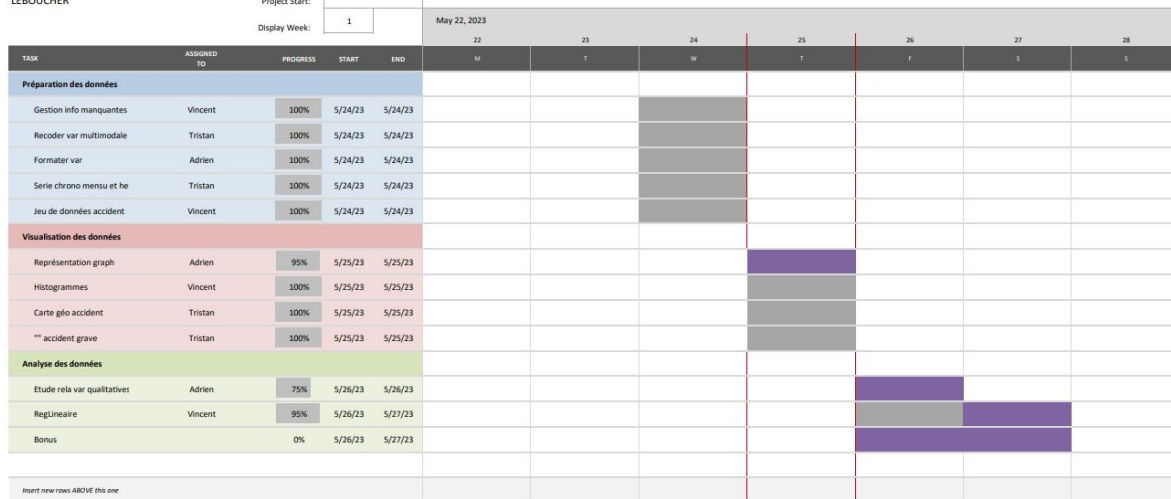 LEBOUCHER Project Start:
Display Week: 1 May 22, 2023
22 23 24 25 26 27 28
TASK ASSIGNED TO PROGRESS START END M T W T F S S
Préparation des données
Gestion info manquantes Vincent 100% 5/24/23 5/24/23
Recoder var multimodale Tristan 100% 5/24/23 5/24/23
Formater var Adrien 100% 5/24/23 5/24/23
Serie chrono mensu et he Tristan 100% 5/24/23 5/24/23
Jeu de données accident Vincent 100% 5/24/23 5/24/23
Visualisation des données
Représentation graph Adrien 95% 5/25/23 5/25/23
Histogrammes Vincent 100% 5/25/23 5/25/23
Carte géo accident Tristan 100% 5/25/23 5/25/23
"" accident grave Tristan 100% 5/25/23 5/25/23
Analyse des données
Etude rela var qualitatives Adrien 75% 5/26/23 5/26/23
RegLineaire Vincent 95% 5/26/23 5/27/23
Bonus 0% 5/26/23 5/27/23
Insert new rows ABOVE this one